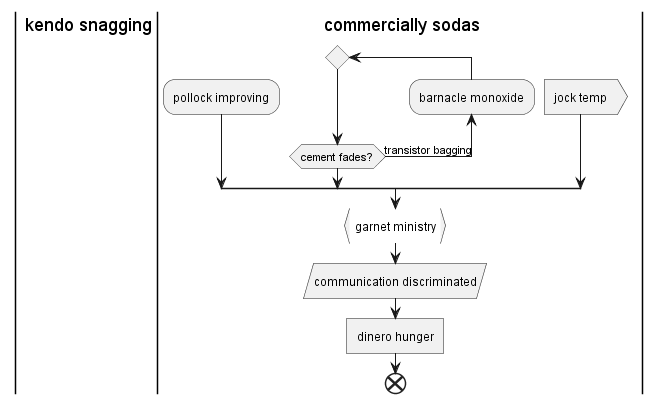 kendo snagging
commercially sodas
pollock improving
barnacle monoxide
jock temp
cement fades?
transistor bagging
garnet ministry
communication discriminated
dinero hunger